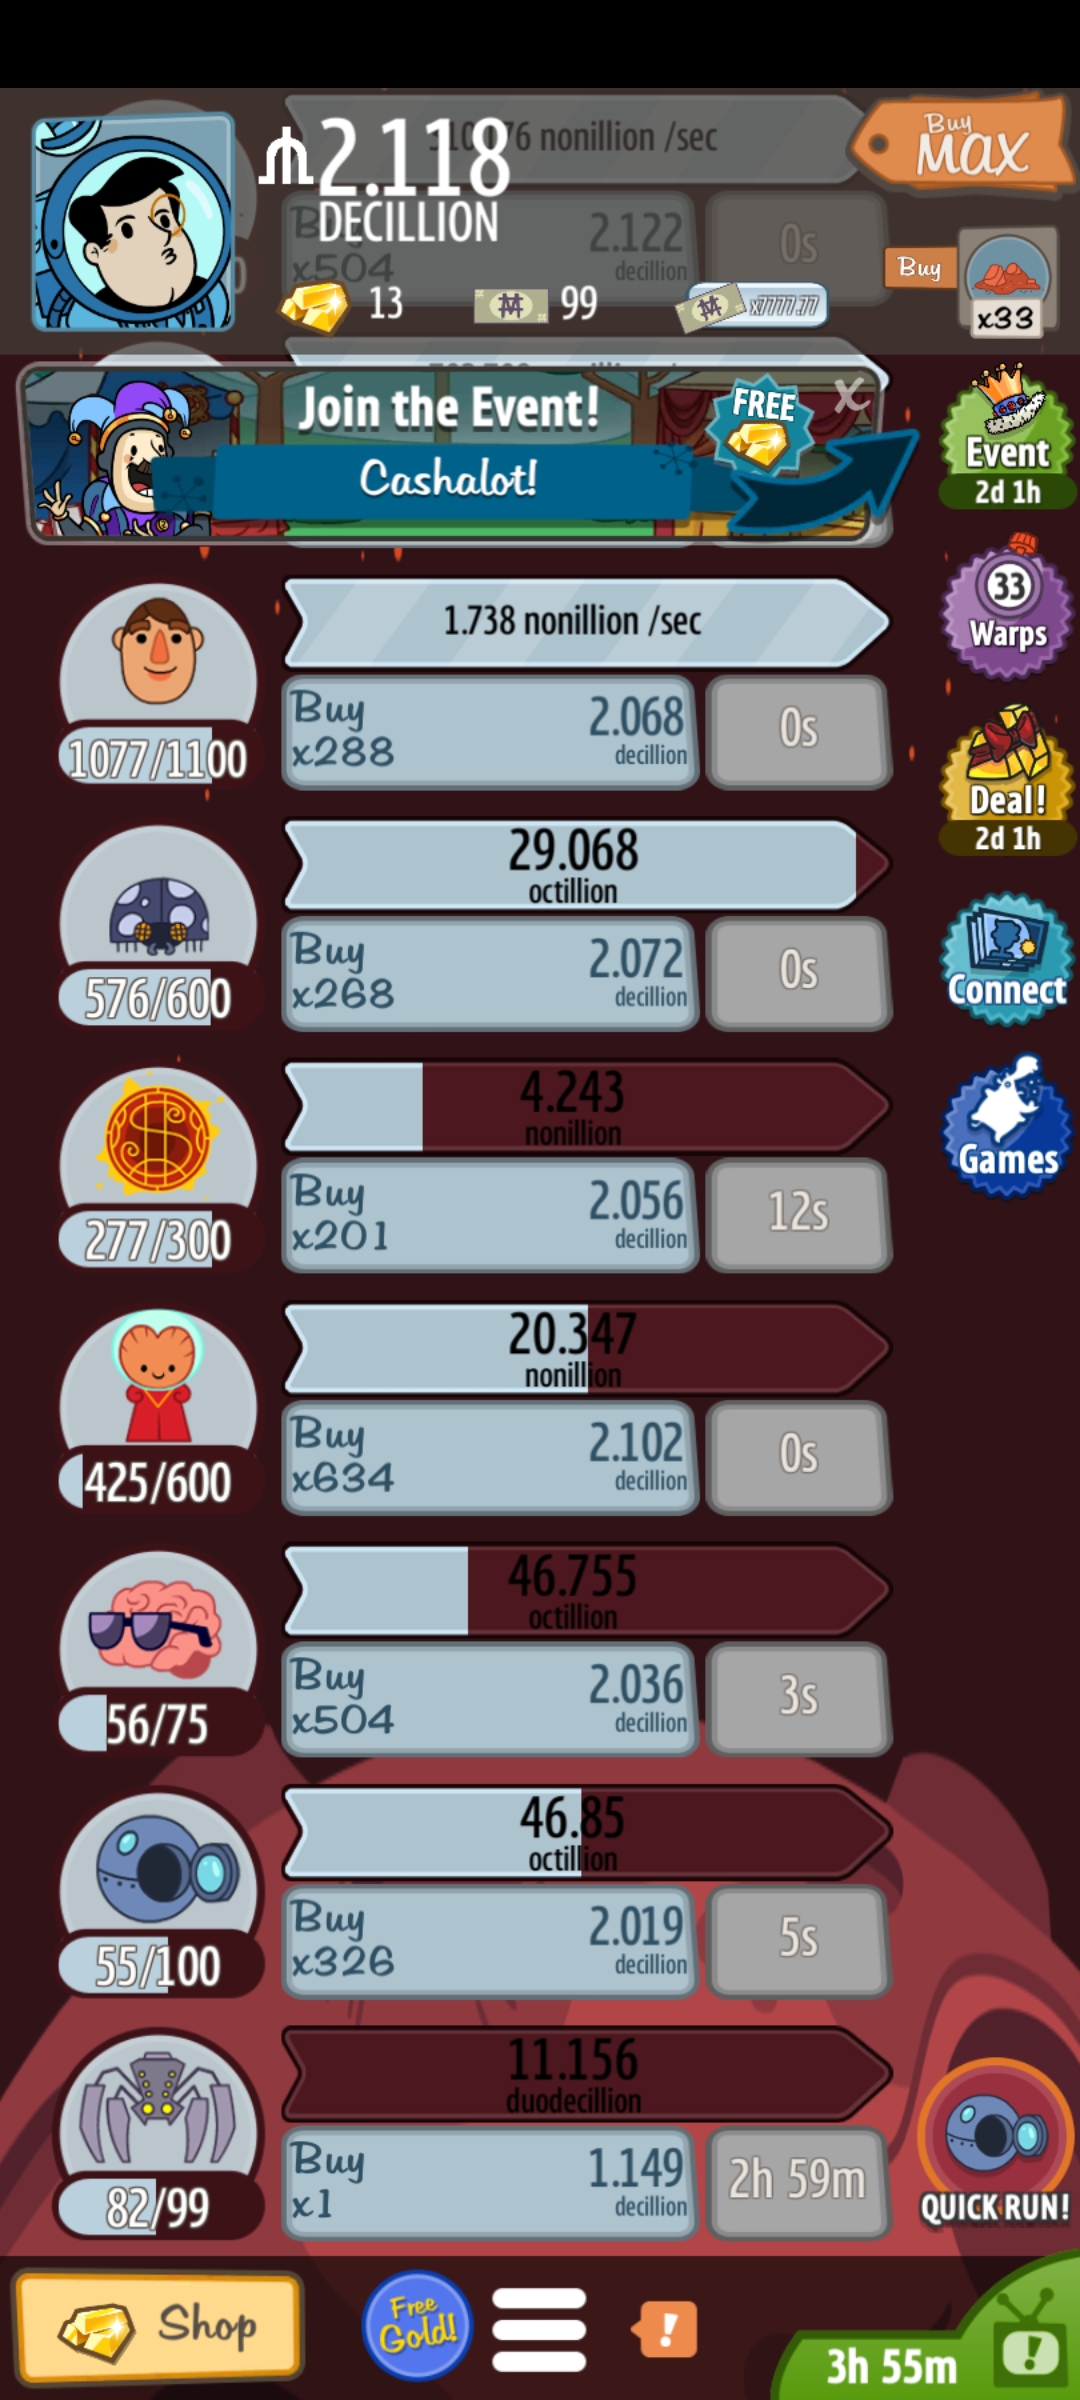 2.118
DECILLION
nonillion /sec
Buy
MAX
x504
2.122
decillion
0s
13
99
x7777.77
Buy
x33
Join the Event!
FREE
X
Cashalot!
Event
2d 1h
1.738 nonillion /sec
33
Warps
1077/1100
Buy
x288
2.068
decillion
0s
Deal!
2d 1h
29.068
octillion
576/600
Buy
x268
2.072
decillion
0s
Connect
4.243
nonillion
277/300
Buy
x201
2.056
decillion
12s
Games
20.347
nonillion
425/600
Buy
x634
2.102
decillion
0s
46.755
octillion
56/75
Buy
x504
2.036
decillion
3s
46.85
octillion
55/100
Buy
x326
2.019
decillion
5s
11.156
duodecillion
82/99
Buy
x1
1.149
decillion
2h 59m
QUICK RUN!
Shop
Free
Gold!
!
3h 55m
!